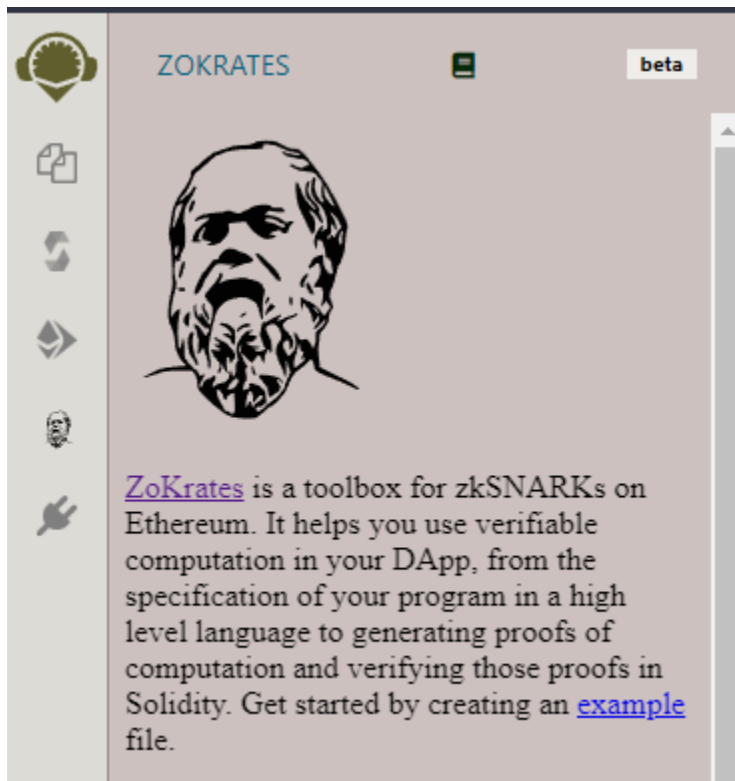 ZOKRATES
beta
ZoKrates is a toolbox for zkSNARKs on
Ethereum. It helps you use verifiable
computation in your DApp, from the
specification of your program in a high
level language to generating proofs of
computation and verifying those proofs in
Solidity. Get started by creating an example
file.